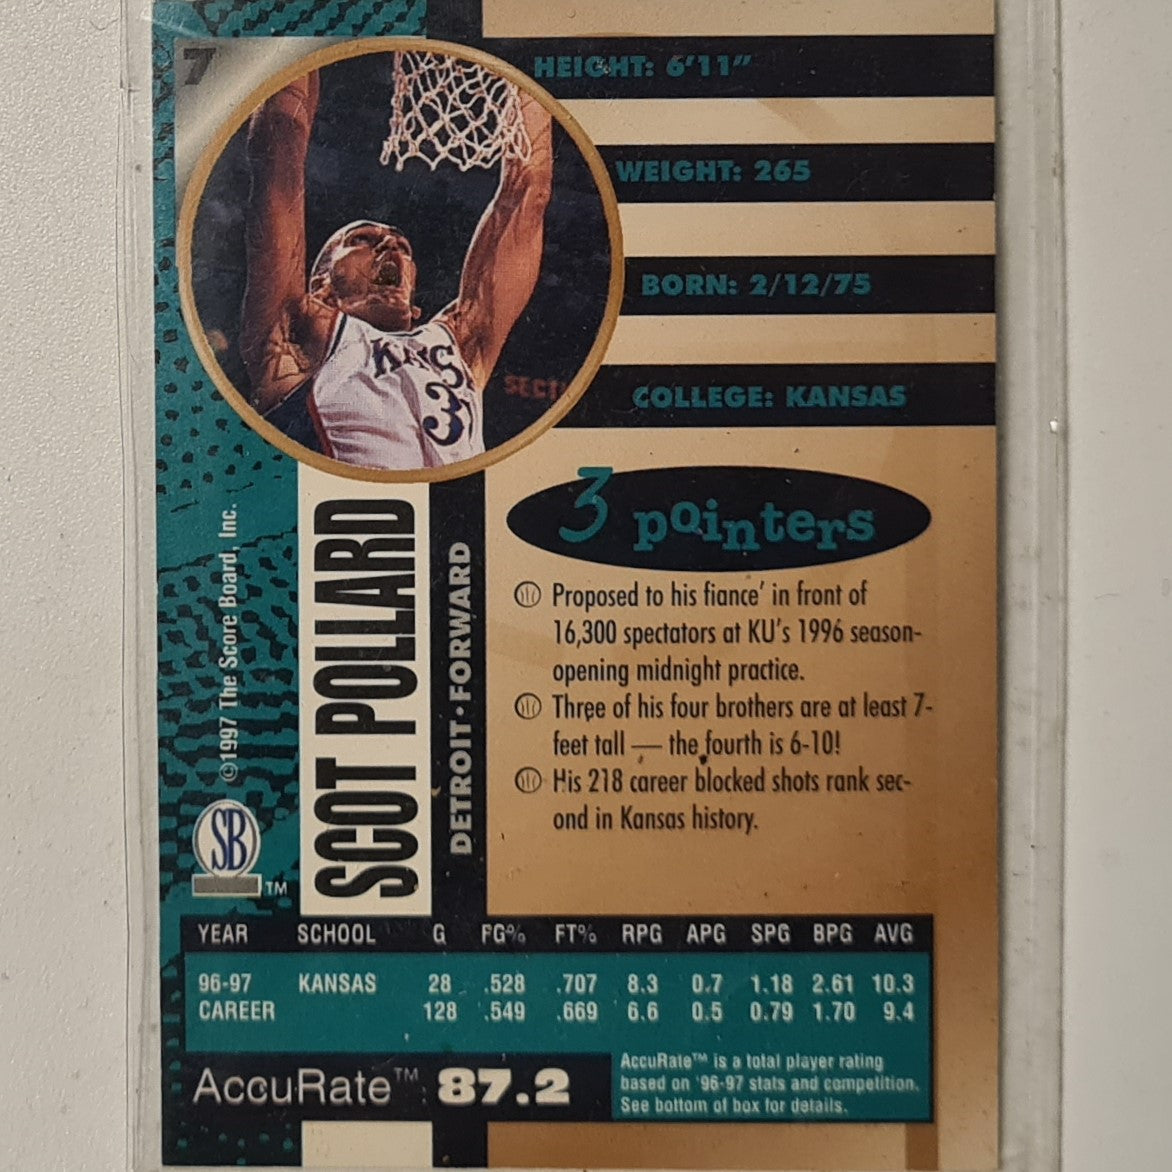 7
HEIGHT: 6'11"
WEIGHT: 265
BORN: 2/12/75
COLLEGE: KANSAS
3 pointers
Proposed to his fiance' in front of
16,300 spectators at KU's 1996 season-
opening midnight practice.
Three of his four brothers are at least 7-
feet tall — the fourth is 6-10!
His 218 career blocked shots rank sec-
ond in Kansas history.
SCOT POLLARD
DETROIT • FORWARD
©1997 The Score Board, Inc.
SB TM
YEAR SCHOOL G FG% FT% RPG APG SPG BPG AVG
96-97 KANSAS 28 .528 .707 8.3 0.7 1.18 2.61 10.3
CAREER 128 .549 .669 6.6 0.5 0.79 1.70 9.4
AccuRate™: 87.2
AccuRate™ is a total player rating
based on '96-97 stats and competition.
See bottom of box for details.